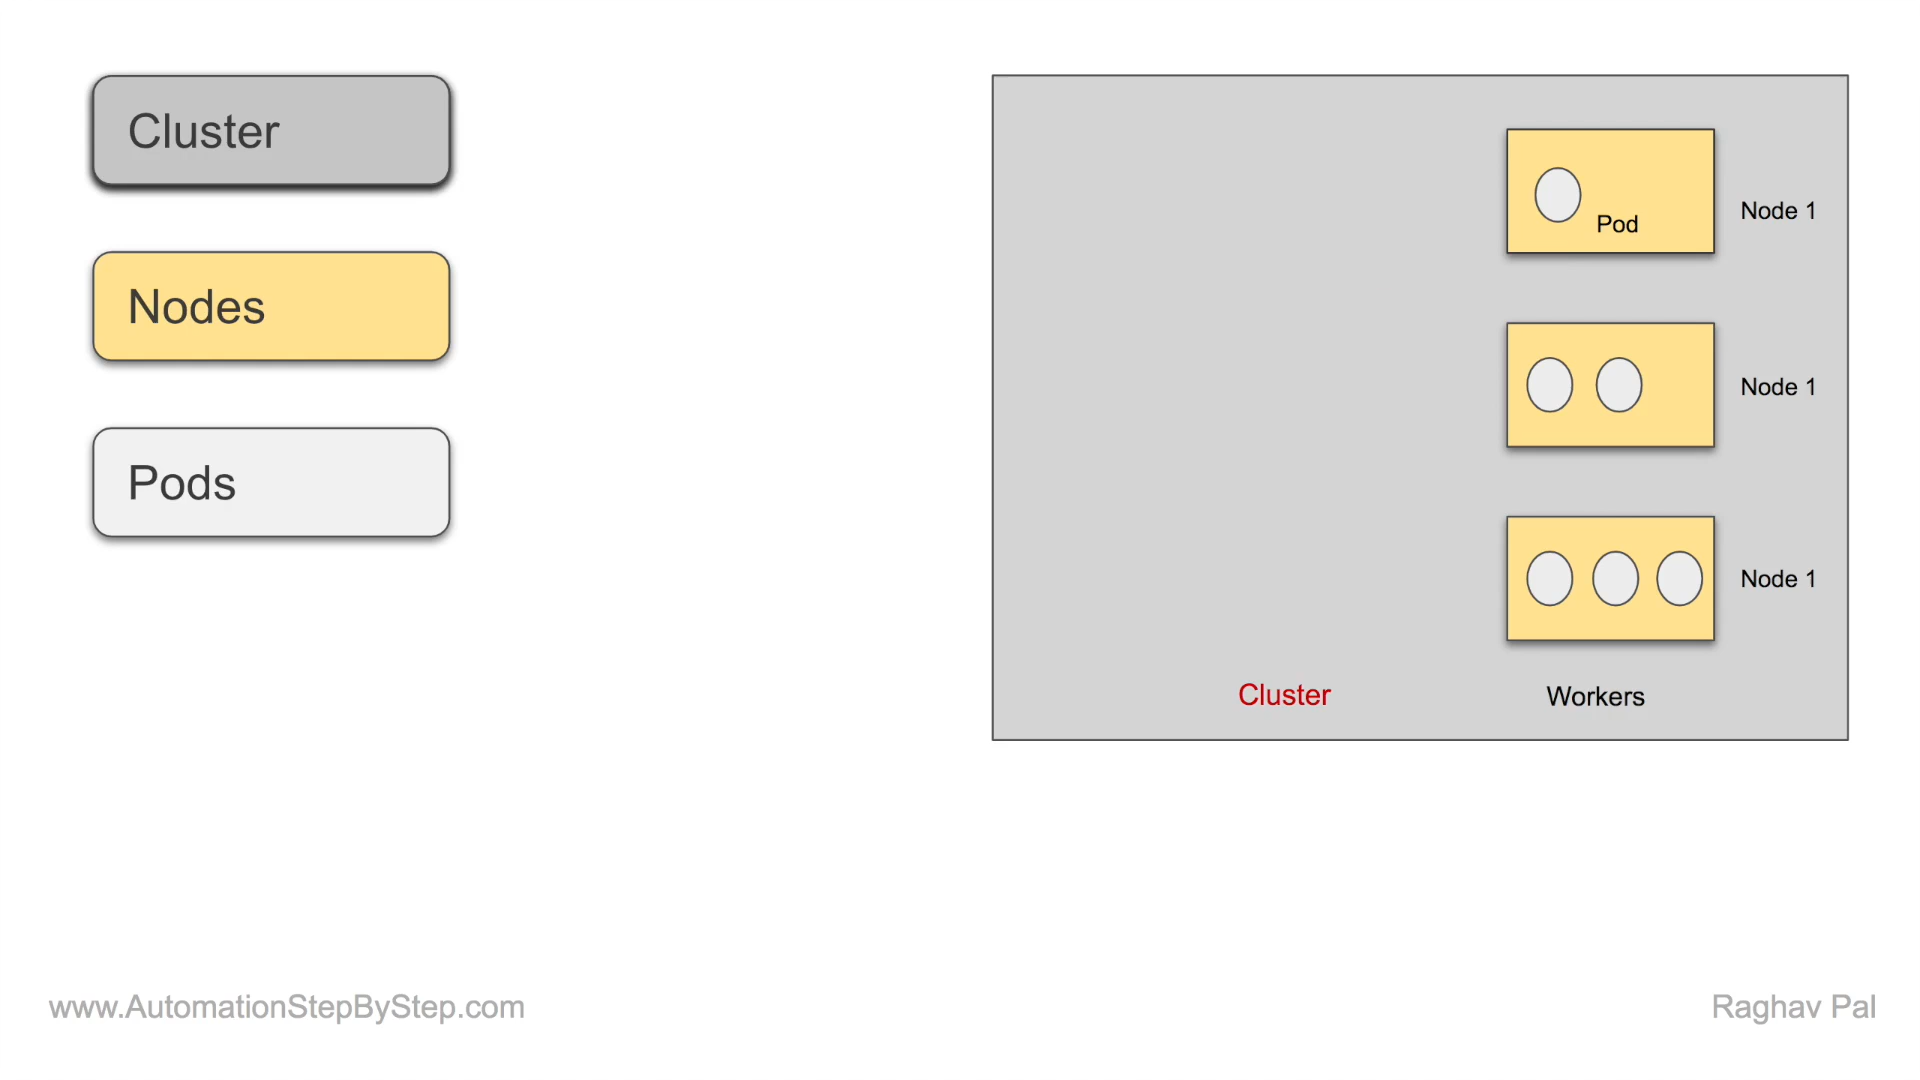 Cluster
Nodes
Pods
Pod
Node 1
Node 1
Node 1
Cluster
Workers
www.AutomationStepByStep.com
Raghav Pal